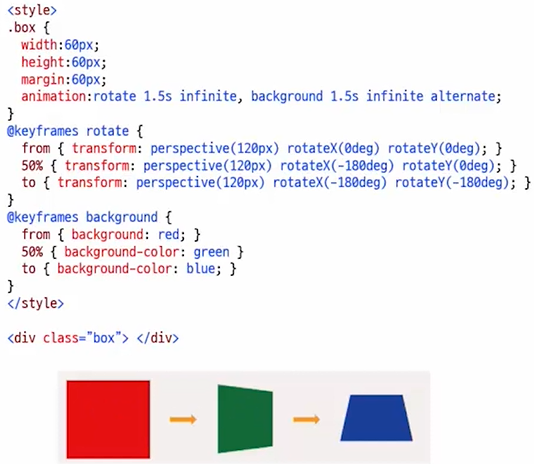 <style>
.box {
width:60px;
height:60px;
margin:60px;
animation:rotate 1.5s infinite, background 1.5s infinite alternate;
}
@keyframes rotate {
from { transform: perspective(120px) rotateX(0deg) rotateY(0deg); }
50% { transform: perspective(120px) rotateX(-180deg) rotateY(0deg); }
to { transform: perspective(120px) rotateX(-180deg) rotateY(-180deg); }
}
@keyframes background {
from { background: red; }
50% { background-color: green }
to { background-color: blue; }
}
</style>
<div class="box"> </div>